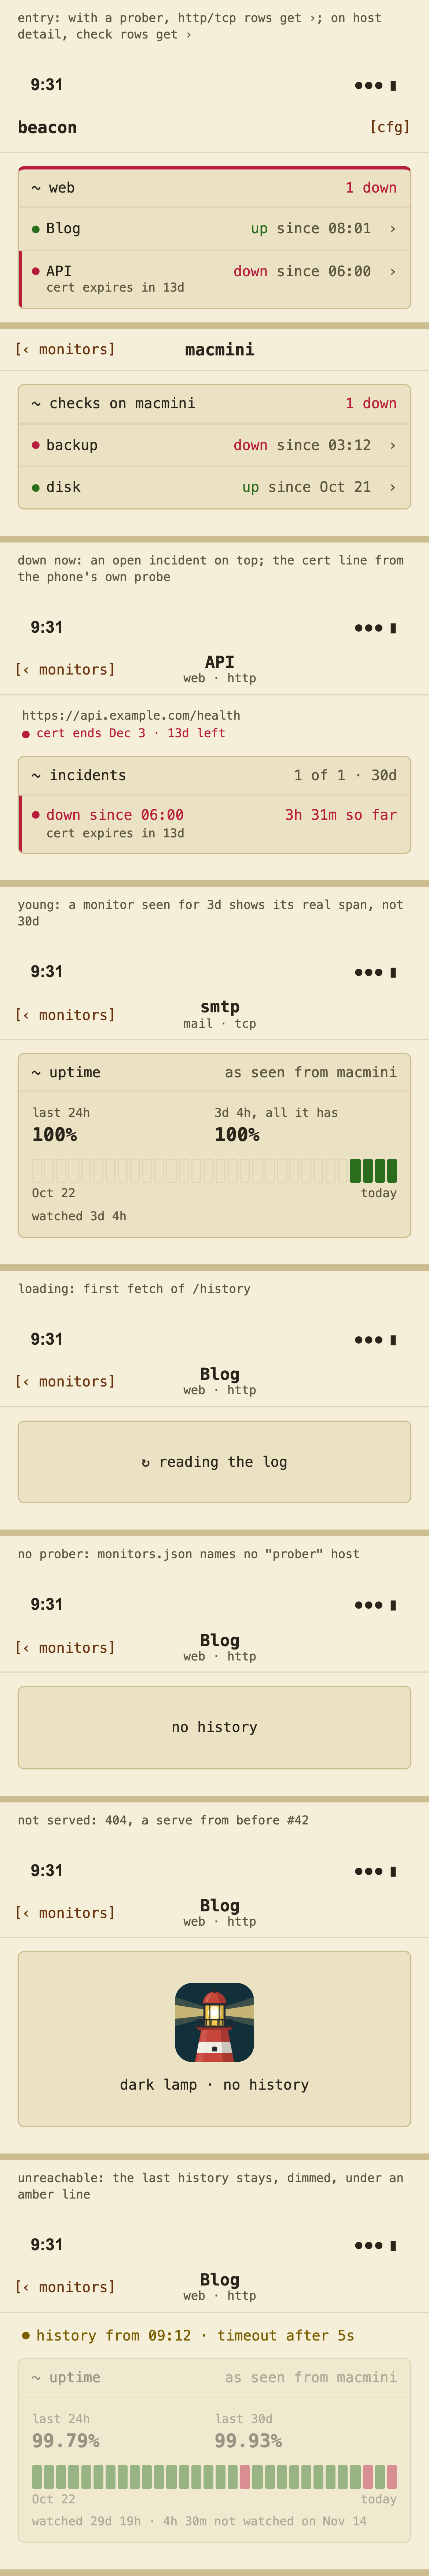 entry: with a prober, http/tcp rows get ›; on host
detail, check rows get ›
9:31
beacon [cfg]
~ web 1 down
Blog up since 08:01 ›
API down since 06:00 ›
cert expires in 13d
[‹ monitors] macmini
~ checks on macmini 1 down
backup down since 03:12 ›
disk up since Oct 21 ›
down now: an open incident on top; the cert line from
the phone's own probe
9:31
[‹ monitors] API
web · http
https://api.example.com/health
cert ends Dec 3 · 13d left
~ incidents 1 of 1 · 30d
down since 06:00 3h 31m so far
cert expires in 13d
young: a monitor seen for 3d shows its real span, not
30d
9:31
[‹ monitors] smtp
mail · tcp
~ uptime as seen from macmini
last 24h 3d 4h, all it has
100% 100%
Oct 22 today
watched 3d 4h
loading: first fetch of /history
9:31
[‹ monitors] Blog
web · http
↻ reading the log
no prober: monitors.json names no "prober" host
9:31
[‹ monitors] Blog
web · http
no history
not served: 404, a serve from before #42
9:31
[‹ monitors] Blog
web · http
dark lamp · no history
unreachable: the last history stays, dimmed, under an
amber line
9:31
[‹ monitors] Blog
web · http
history from 09:12 · timeout after 5s
~ uptime as seen from macmini
last 24h last 30d
99.79% 99.93%
Oct 22 today
watched 29d 19h · 4h 30m not watched on Nov 14